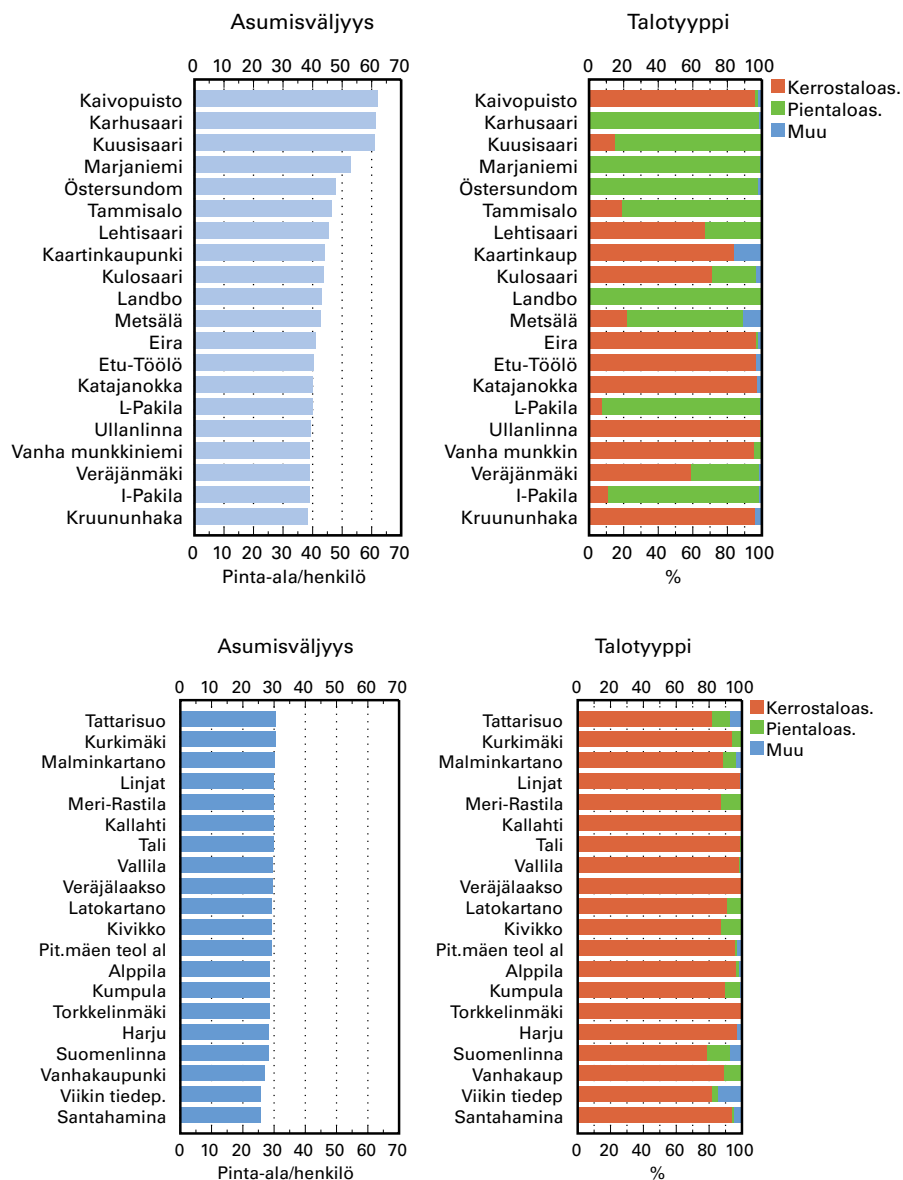 Asumisväljyys
0 10 20 30 40 50 60 70
Kaivopuisto
Karhusaari
Kuusisaari
Marjaniemi
Östersundom
Tammisalo
Lehtisaari
Kaartinkaupunki
Kulosaari
Landbo
Metsälä
Eira
Etu-Töölö
Katajanokka
L-Pakila
Ullanlinna
Vanha munkkiniemi
Veräjänmäki
I-Pakila
Kruununhaka
0 10 20 30 40 50 60 70
Pinta-ala/henkilö
Talotyyppi
0 20 40 60 80 100
Kerrostaloas.
Pientaloas.
Muu
Kaivopuisto
Karhusaari
Kuusisaari
Marjaniemi
Östersundom
Tammisalo
Lehtisaari
Kaartinkaup
Kulosaari
Landbo
Metsälä
Eira
Etu-Töölö
Katajanokka
L-Pakila
Ullanlinna
Vanha munkkin
Veräjänmäki
I-Pakila
Kruununhaka
0 20 40 60 80 100
%
Asumisväljyys
0 10 20 30 40 50 60 70
Tattarisuo
Kurkimäki
Malminkartano
Linjat
Meri-Rastila
Kallahti
Tali
Vallila
Veräjälaakso
Latokartano
Kivikko
Pit.mäen teol al
Alppila
Kumpula
Torkkelinmäki
Harju
Suomenlinna
Vanhakaupunki
Viikin tiedep.
Santahamina
0 10 20 30 40 50 60 70
Pinta-ala/henkilö
Talotyyppi
0 20 40 60 80 100
Kerrostaloas.
Pientaloas.
Muu
Tattarisuo
Kurkimäki
Malminkartano
Linjat
Meri-Rastila
Kallahti
Tali
Vallila
Veräjälaakso
Latokartano
Kivikko
Pit.mäen teol al
Alppila
Kumpula
Torkkelinmäki
Harju
Suomenlinna
Vanhakaup
Viikin tiedep
Santahamina
0 20 40 60 80 100
%